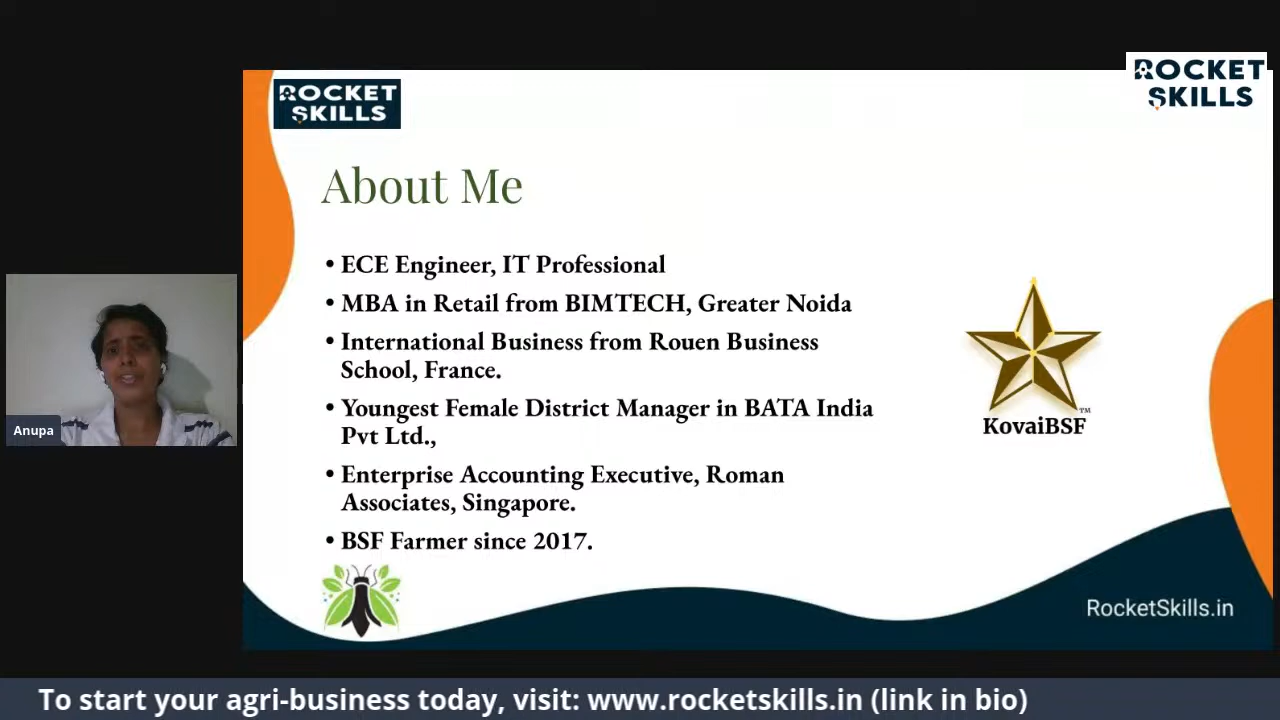 ROCKET
SKILLS
ROCKET
SKILLS
About Me
• ECE Engineer, IT Professional
• MBA in Retail from BIMTECH, Greater Noida
• International Business from Rouen Business
School, France.
• Youngest Female District Manager in BATA India
Pvt Ltd.,
• Enterprise Accounting Executive, Roman
Associates, Singapore.
• BSF Farmer since 2017.
KovaiBSF™
Anupa
RocketSkills.in
To start your agri-business today, visit: www.rocketskills.in (link in bio)